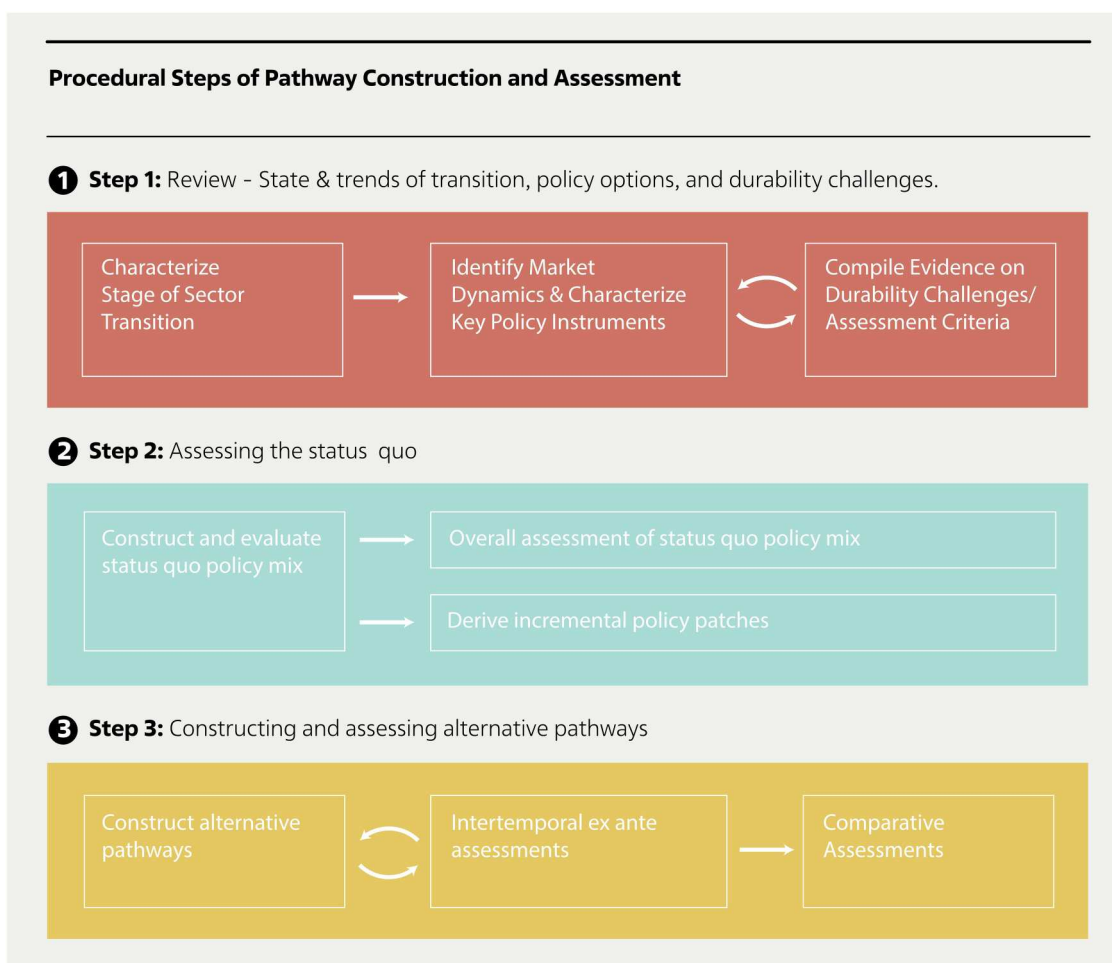 Procedural Steps of Pathway Construction and Assessment
1 Step 1: Review - State & trends of transition, policy options, and durability challenges.
Characterize
Stage of Sector
Transition
Identify Market
Dynamics & Characterize
Key Policy Instruments
Compile Evidence on
Durability Challenges/
Assessment Criteria
2 Step 2: Assessing the status quo
Construct and evaluate
status quo policy mix
Overall assessment of status quo policy mix
Derive incremental policy patches
3 Step 3: Constructing and assessing alternative pathways
Construct alternative
pathways
Intertemporal ex ante
assessments
Comparative
Assessments